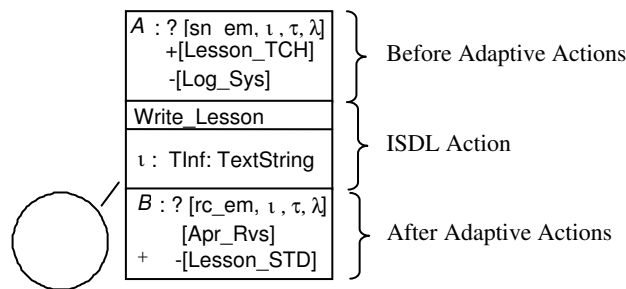 A : ? [sn_em, ι , τ, λ]
+[Lesson_TCH]
-[Log_Sys]
Before Adaptive Actions
Write_Lesson
ISDL Action
ι : TInf: TextString
B : ? [rc_em, ι , τ, λ]
[Apr_Rvs]
After Adaptive Actions
+ -[Lesson_STD]